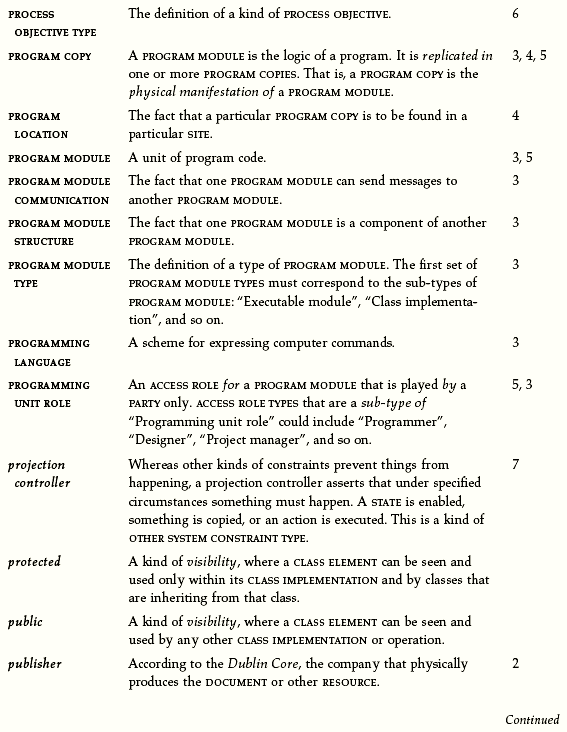 PROCESS The definition of a kind of PROCESS OBJECTIVE. 6
OBJECTIVE TYPE
PROGRAM COPY A PROGRAM MODULE is the logic of a program. It is replicated in 3, 4, 5
one or more PROGRAM COPIES. That is, a PROGRAM COPY is the
physical manifestation of a PROGRAM MODULE.
PROGRAM The fact that a particular PROGRAM COPY is to be found in a 4
LOCATION particular SITE.
PROGRAM MODULE A unit of program code. 3, 5
PROGRAM MODULE The fact that one PROGRAM MODULE can send messages to 3
COMMUNICATION another PROGRAM MODULE.
PROGRAM MODULE The fact that one PROGRAM MODULE is a component of another 3
STRUCTURE PROGRAM MODULE.
PROGRAM MODULE The definition of a type of PROGRAM MODULE. The first set of 3
TYPE PROGRAM MODULE TYPES must correspond to the sub-types of
PROGRAM MODULE: “Executable module”, “Class implementa-
tion”, and so on.
PROGRAMMING A scheme for expressing computer commands. 3
LANGUAGE
PROGRAMMING An ACCESS ROLE for a PROGRAM MODULE that is played by a 5, 3
UNIT ROLE PARTY only. ACCESS ROLE TYPES that are a sub-type of
“Programming unit role” could include “Programmer”,
“Designer”, “Project manager”, and so on.
projection Whereas other kinds of constraints prevent things from 7
controller happening, a projection controller asserts that under specified
circumstances something must happen. A STATE is enabled,
something is copied, or an action is executed. This is a kind of
OTHER SYSTEM CONSTRAINT TYPE.
protected A kind of visibility, where a CLASS ELEMENT can be seen and
used only within its CLASS IMPLEMENTATION and by classes that
are inheriting from that class.
public A kind of visibility, where a CLASS ELEMENT can be seen and
used by any other CLASS IMPLEMENTATION or operation.
publisher According to the Dublin Core, the company that physically 2
produces the DOCUMENT or other RESOURCE.
Continued